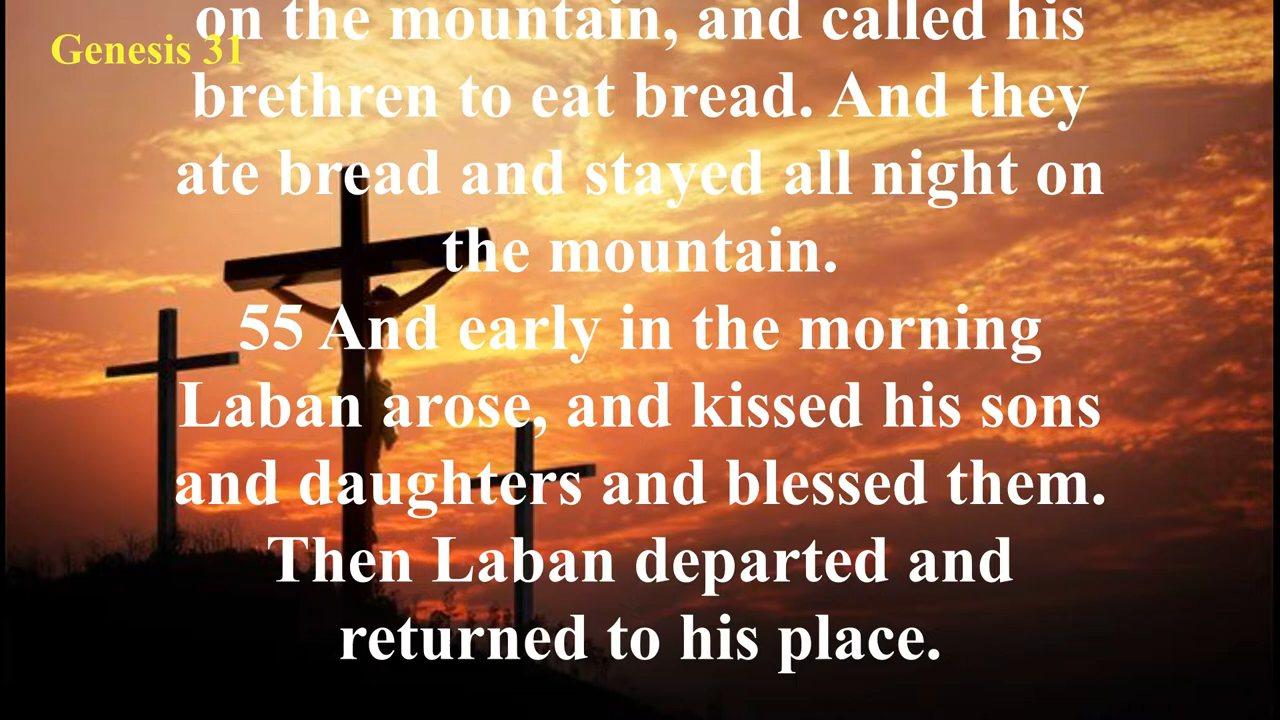 Genesis 31
on the mountain, and called his
brethren to eat bread. And they
ate bread and stayed all night on
the mountain.
55 And early in the morning
Laban arose, and kissed his sons
and daughters and blessed them.
Then Laban departed and
returned to his place.